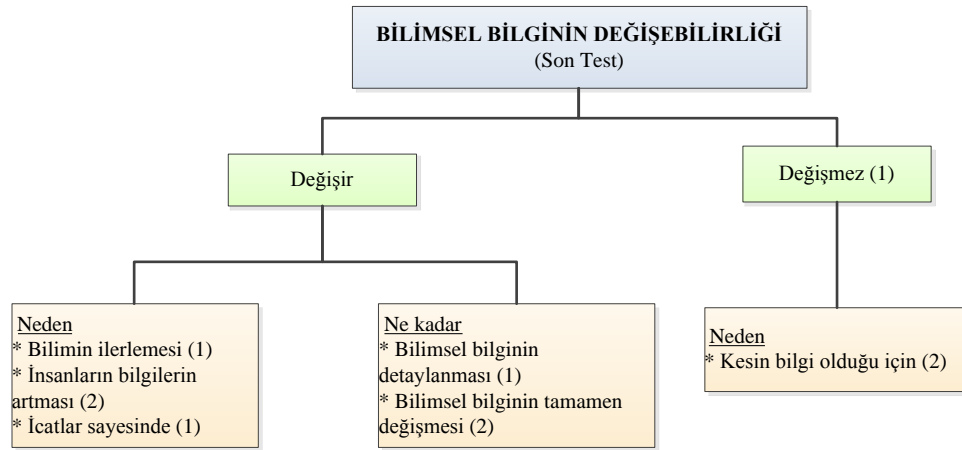 BİLİMSEL BİLGİNİN DEĞİŞEBİLİRLİĞİ
(Son Test)
Değişir
Değişmez (1)
Neden
* Bilimin ilerlemesi (1)
* İnsanların bilgilerin
artması (2)
* İcatlar sayesinde (1)
Ne kadar
* Bilimsel bilginin
detaylanması (1)
* Bilimsel bilginin tamamen
değişmesi (2)
Neden
* Kesin bilgi olduğu için (2)